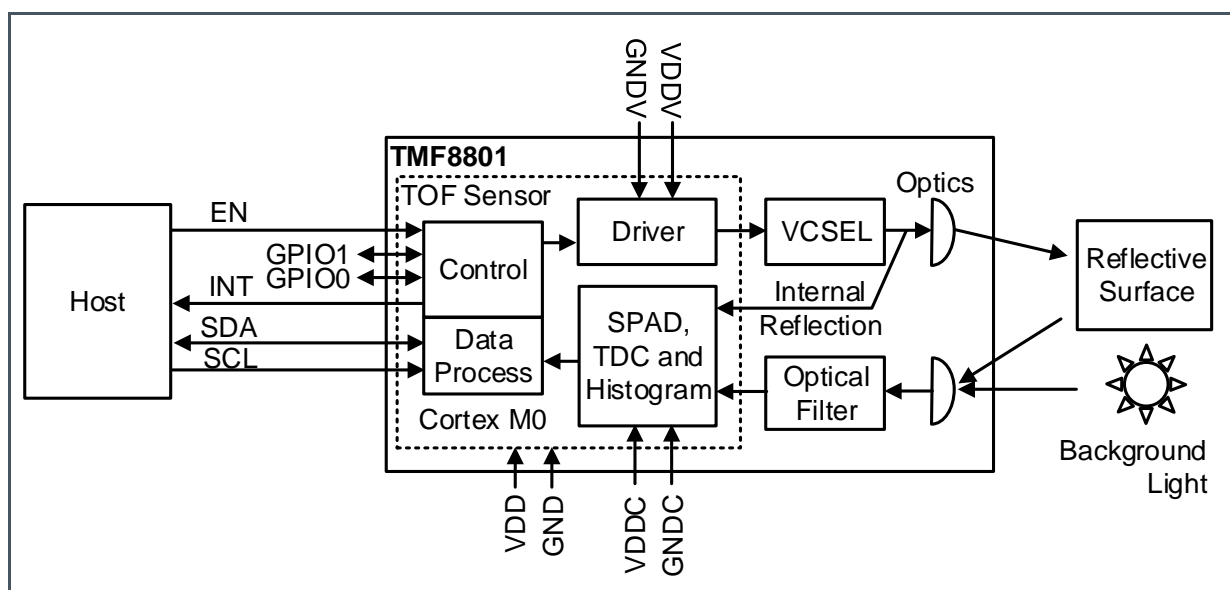 GNDV
VDDV
TMF8801
TOF Sensor
Optics
EN
Driver
VCSEL
GPIO1
Control
GPIO0
Reflective
Surface
Host
INT
Internal
Reflection
SDA
SPAD,
TDC and
Histogram
Data
Process
SCL
Optical
Filter
Cortex M0
Background
Light
VDD
GND
VDDC
GNDC